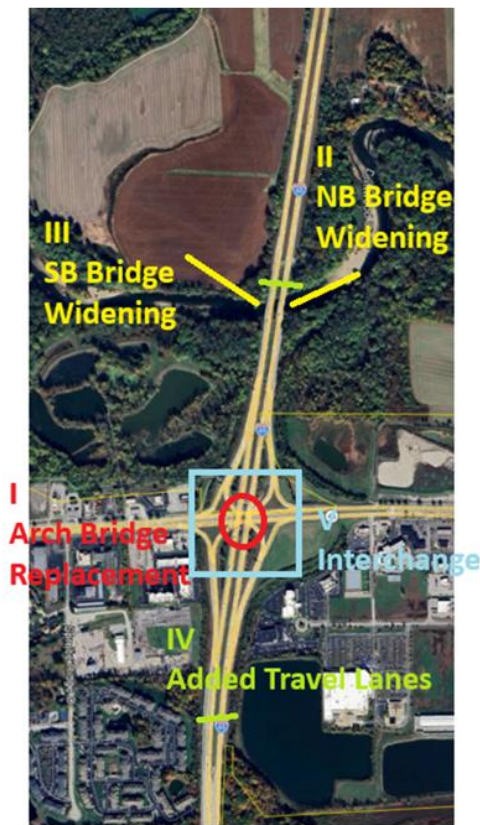 II
NB Bridge
Widening
III
SB Bridge
Widening
I
Arch Bridge
Replacement
V
Interchange
IV
Added Travel Lanes